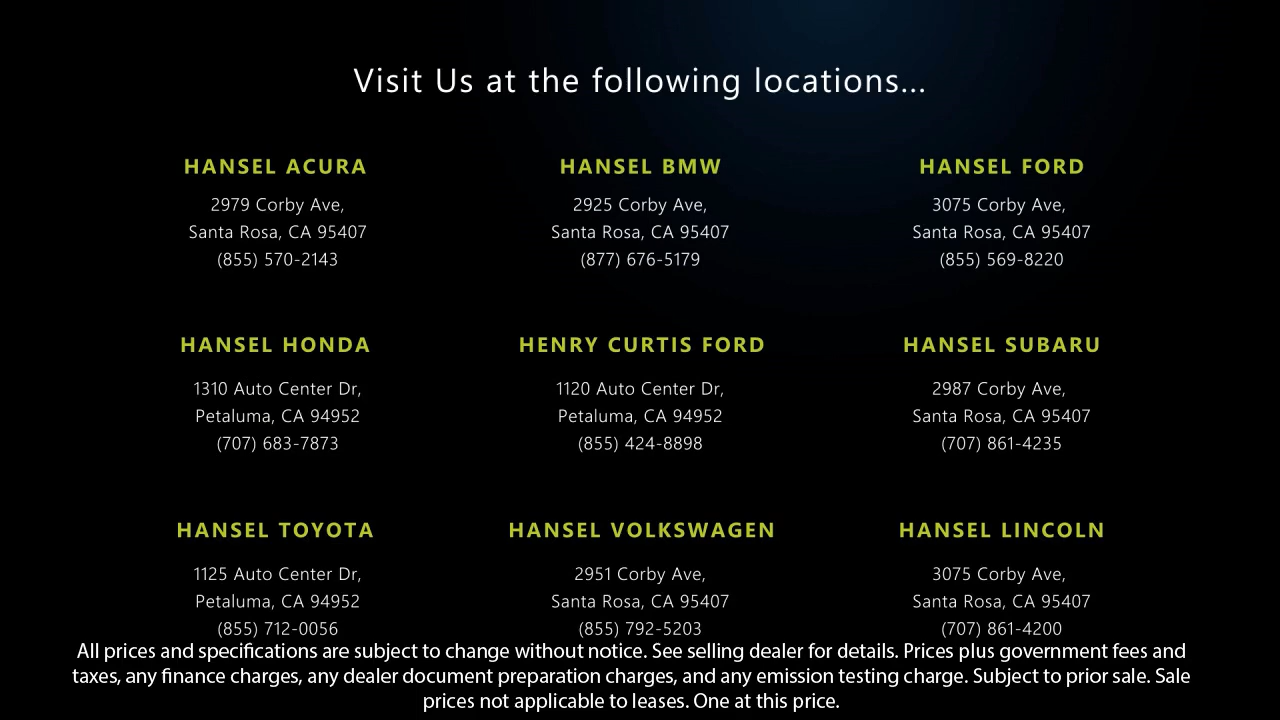 Visit Us at the following locations...
HANSEL ACURA
2979 Corby Ave,
Santa Rosa, CA 95407
(855) 570-2143
HANSEL BMW
2925 Corby Ave,
Santa Rosa, CA 95407
(877) 676-5179
HANSEL FORD
3075 Corby Ave,
Santa Rosa, CA 95407
(855) 569-8220
HANSEL HONDA
1310 Auto Center Dr,
Petaluma, CA 94952
(707) 683-7873
HENRY CURTIS FORD
1120 Auto Center Dr,
Petaluma, CA 94952
(855) 424-8898
HANSEL SUBARU
2987 Corby Ave,
Santa Rosa, CA 95407
(707) 861-4235
HANSEL TOYOTA
1125 Auto Center Dr,
Petaluma, CA 94952
(855) 712-0056
HANSEL VOLKSWAGEN
2951 Corby Ave,
Santa Rosa, CA 95407
(855) 792-5203
HANSEL LINCOLN
3075 Corby Ave,
Santa Rosa, CA 95407
(707) 861-4200
All prices and specifications are subject to change without notice. See selling dealer for details. Prices plus government fees and
taxes, any finance charges, any dealer document preparation charges, and any emission testing charge. Subject to prior sale. Sale
prices not applicable to leases. One at this price.